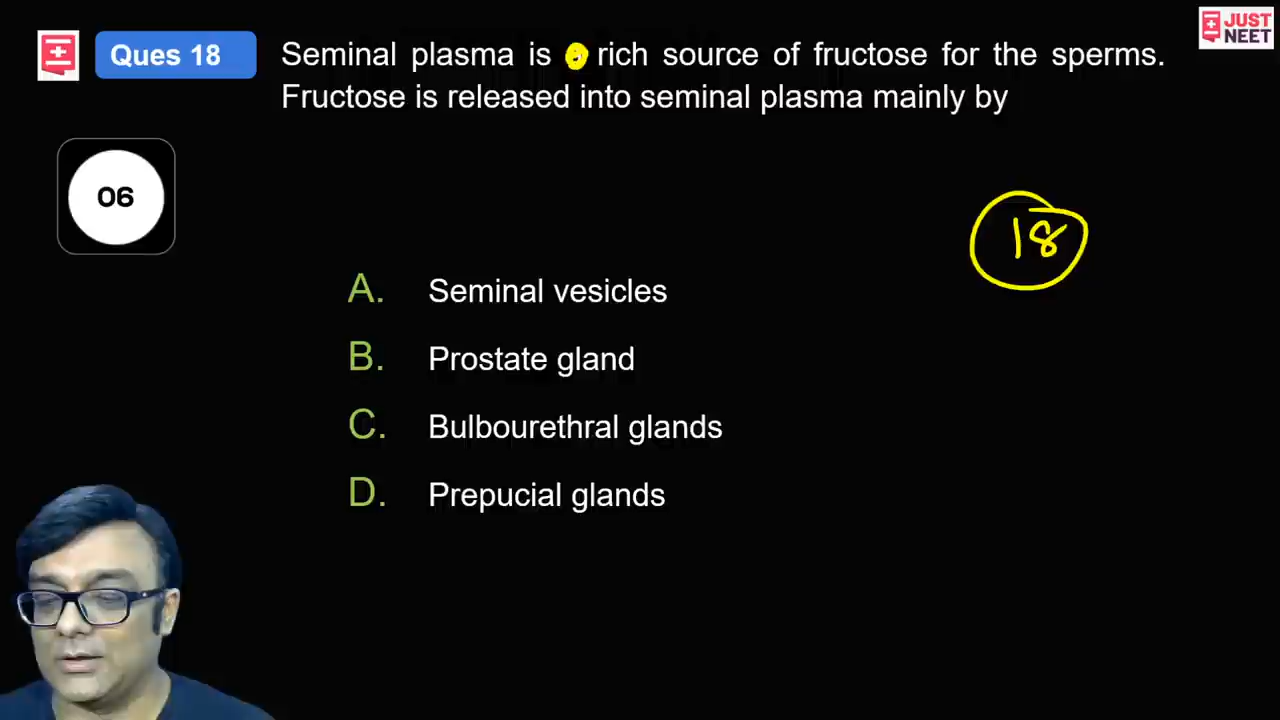 JUST
NEET
Ques 18
Seminal plasma is a rich source of fructose for the sperms.
Fructose is released into seminal plasma mainly by
06
18
A. Seminal vesicles
B. Prostate gland
C. Bulbourethral glands
D. Prepucial glands